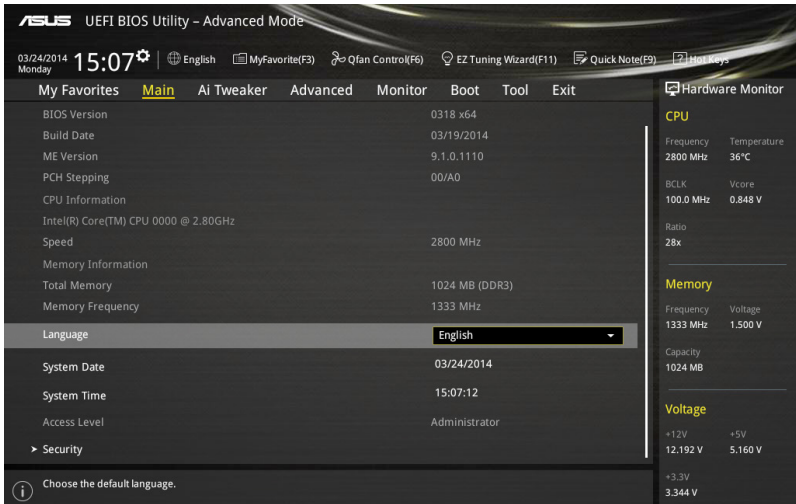 ASUS UEFI BIOS Utility – Advanced Mode
03/24/2014 Monday 15:07 English MyFavorite(F3) Qfan Control(F6) EZ Tuning Wizard(F11) Quick Note(F9) ? Hot Keys
My Favorites Main Ai Tweaker Advanced Monitor Boot Tool Exit
BIOS Version 0318 x64
Build Date 03/19/2014
ME Version 9.1.0.1110
PCH Stepping 00/A0
CPU Information
Intel(R) Core(TM) CPU 0000 @ 2.80GHz
Speed 2800 MHz
Memory Information
Total Memory 1024 MB (DDR3)
Memory Frequency 1333 MHz
Language English
System Date 03/24/2014
System Time 15:07:12
Access Level Administrator
Security
Choose the default language.
Hardware Monitor
CPU
Frequency Temperature
2800 MHz 36°C
BCLK Vcore
100.0 MHz 0.848 V
Ratio
28x
Memory
Frequency Voltage
1333 MHz 1.500 V
Capacity
1024 MB
Voltage
+12V +5V
12.192 V 5.160 V
+3.3V
3.344 V